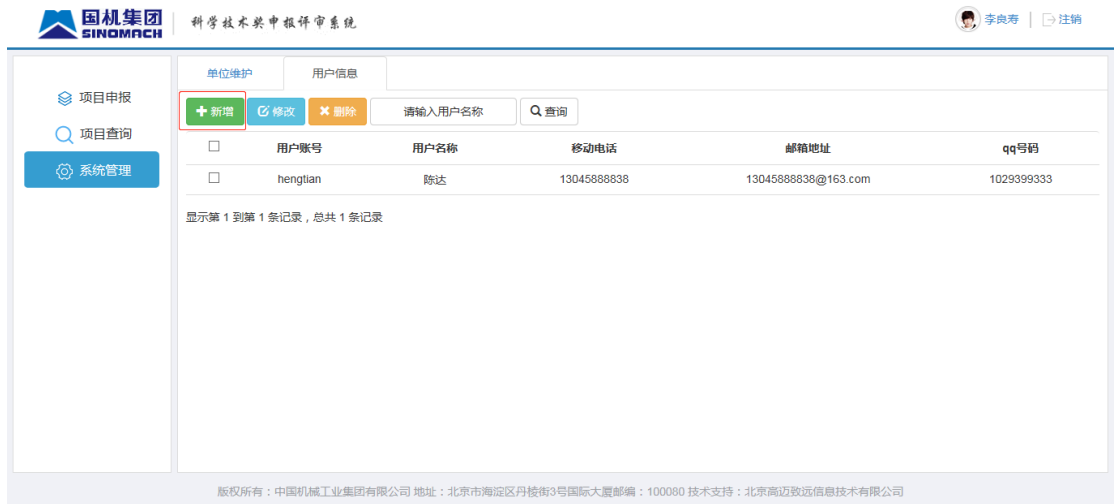 国机集团
SINOMACH
科学技术奖申报评审系统
李良寿
注销
项目申报
项目查询
系统管理
单位维护 用户信息
新增 修改 删除 请输入用户名称 查询
用户账号 用户名称 移动电话 邮箱地址 qq号码
hengtian 陈达 13045888838 13045888838@163.com 1029399333
显示第 1 到第 1 条记录，总共 1 条记录
版权所有：中国机械工业集团有限公司 地址：北京市海淀区丹棱街3号国际大厦邮编：100080 技术支持：北京高迈致远信息技术有限公司